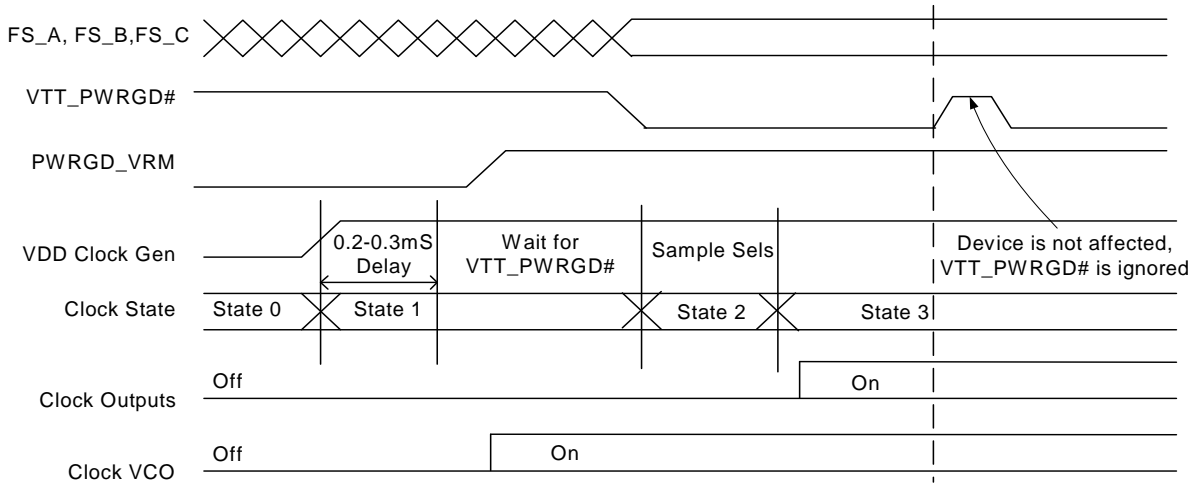 FS_A, FS_B,FS_C
VTT_PWRGD#
PWRGD_VRM
VDD Clock Gen
0.2-0.3mS
Delay
Wait for
VTT_PWRGD#
Sample Sels
Device is not affected,
VTT_PWRGD# is ignored
Clock State
State 0
State 1
State 2
State 3
Clock Outputs
Off
On
Clock VCO
Off
On